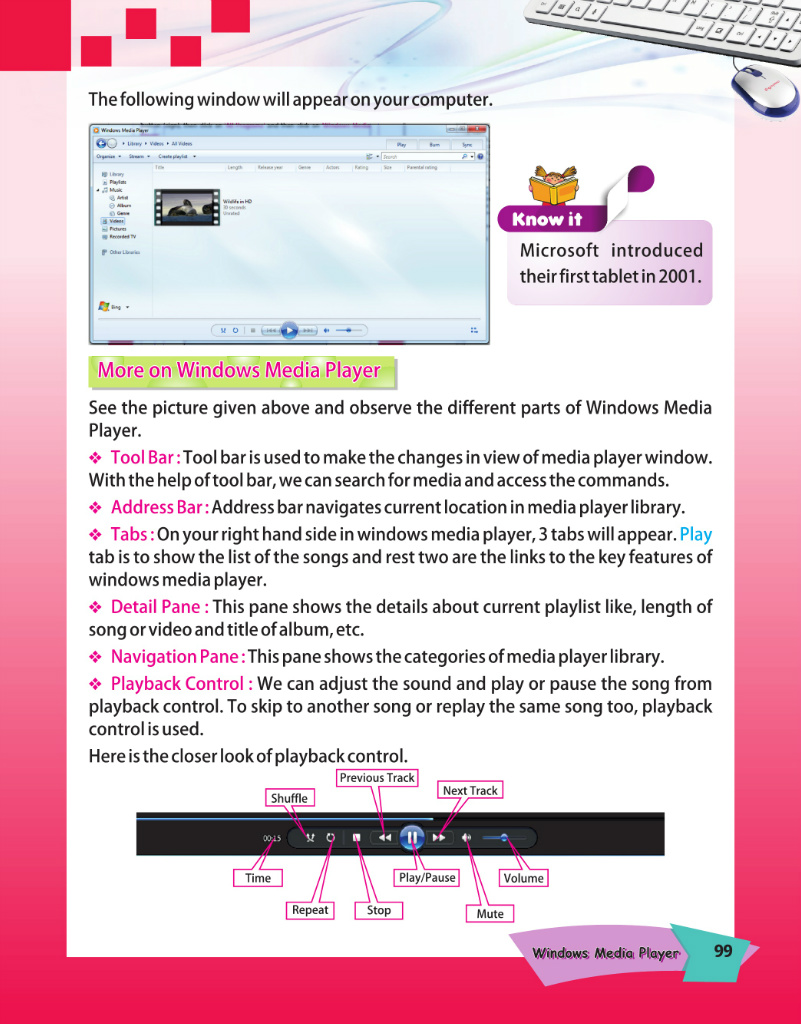 The following window will appear on your computer.
Windows Media Player
Library
Videos
All Videos
Play
Burn
Sync
Organize
Stream
Create playlist
Search
Title
Length
Release year
Genre
Actors
Rating
Size
Parental rating
Library
Playlists
Music
Artist
Album
Genre
Videos
Pictures
Recorded TV
Other Libraries
Wildlife in HD
30 seconds
Unrated
Bing
Know it
Microsoft introduced
their first tablet in 2001.
More on Windows Media Player
See the picture given above and observe the different parts of Windows Media
Player.
❖ Tool Bar : Tool bar is used to make the changes in view of media player window.
With the help of tool bar, we can search for media and access the commands.
❖ Address Bar : Address bar navigates current location in media player library.
❖ Tabs : On your right hand side in windows media player, 3 tabs will appear. Play
tab is to show the list of the songs and rest two are the links to the key features of
windows media player.
❖ Detail Pane : This pane shows the details about current playlist like, length of
song or video and title of album, etc.
❖ Navigation Pane : This pane shows the categories of media player library.
❖ Playback Control : We can adjust the sound and play or pause the song from
playback control. To skip to another song or replay the same song too, playback
control is used.
Here is the closer look of playback control.
Previous Track
Shuffle
Next Track
00:15
Time
Play/Pause
Volume
Repeat
Stop
Mute
Windows Media Player
99